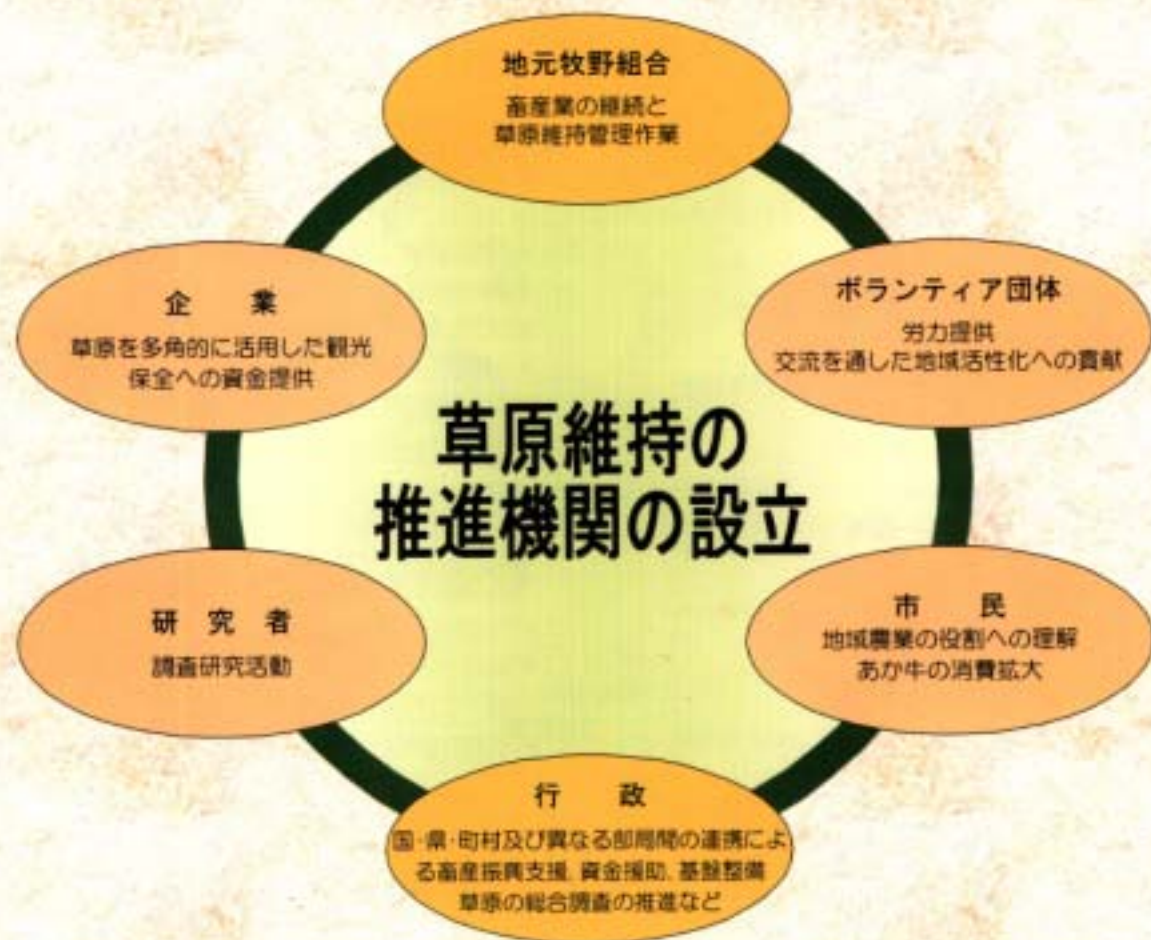 地元牧野組合
畜産業の継続と
草原維持管理作業
企 業
草原を多角的に活用した観光
保全への資金提供
ボランティア団体
労力提供
交流を通した地域活性化への貢献
草原維持の
推進機関の設立
研 究 者
調査研究活動
市 民
地域農業の役割への理解
あか牛の消費拡大
行 政
国・県・町村及び異なる部局間の連携によ
る畜産振興支援、資金援助、基盤整備
草原の総合調査の推進など